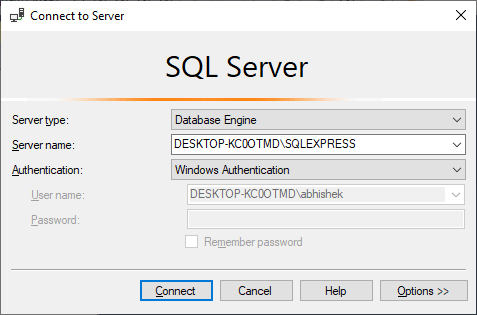 Connect to Server
SQL Server
Server type: Database Engine
Server name: DESKTOP-KC0OTMD\SQLEXPRESS
Authentication: Windows Authentication
User name: DESKTOP-KC0OTMD\abhishek
Password:
Remember password
Connect Cancel Help Options >>